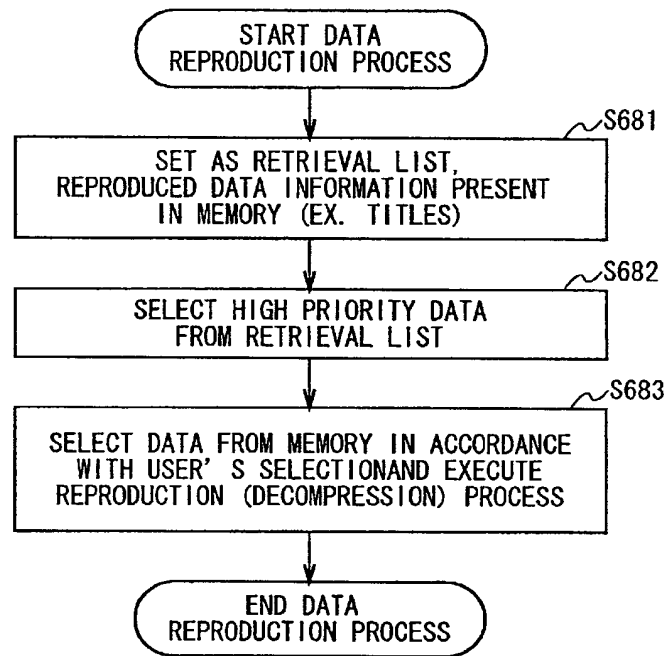 START DATA
REPRODUCTION PROCESS
S681
SET AS RETRIEVAL LIST,
REPRODUCED DATA INFORMATION PRESENT
IN MEMORY (EX. TITLES)
S682
SELECT HIGH PRIORITY DATA
FROM RETRIEVAL LIST
S683
SELECT DATA FROM MEMORY IN ACCORDANCE
WITH USER'S SELECTIONAND EXECUTE
REPRODUCTION (DECOMPRESSION) PROCESS
END DATA
REPRODUCTION PROCESS